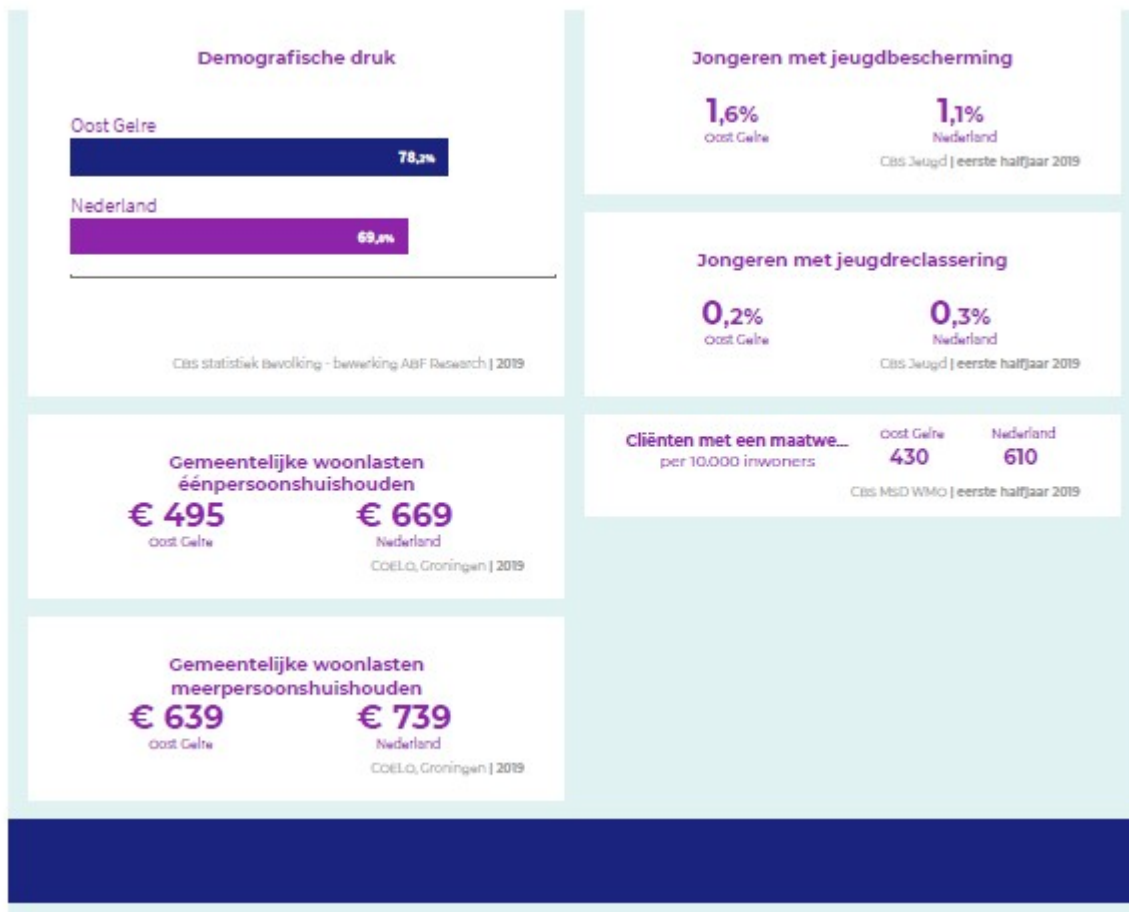 Demografische druk
Oost Gelre
78,2%
Nederland
69,8%
CBS Statistiek Bevolking - bewerking ABF Research | 2019
Gemeentelijke woonlasten
éénpersoonshuishouden
€ 495 € 669
Oost Gelre Nederland
COELO, Groningen | 2019
Gemeentelijke woonlasten
meerpersoonshuishouden
€ 639 € 739
Oost Gelre Nederland
COELO, Groningen | 2019
Jongeren met jeugdbescherming
1,6% 1,1%
Oost Gelre Nederland
CBS Jeugd | eerste halfjaar 2019
Jongeren met jeugdreclassering
0,2% 0,3%
Oost Gelre Nederland
CBS Jeugd | eerste halfjaar 2019
Cliënten met een maatwe... Oost Gelre Nederland
per 10.000 inwoners 430 610
CBS MSD WMO | eerste halfjaar 2019